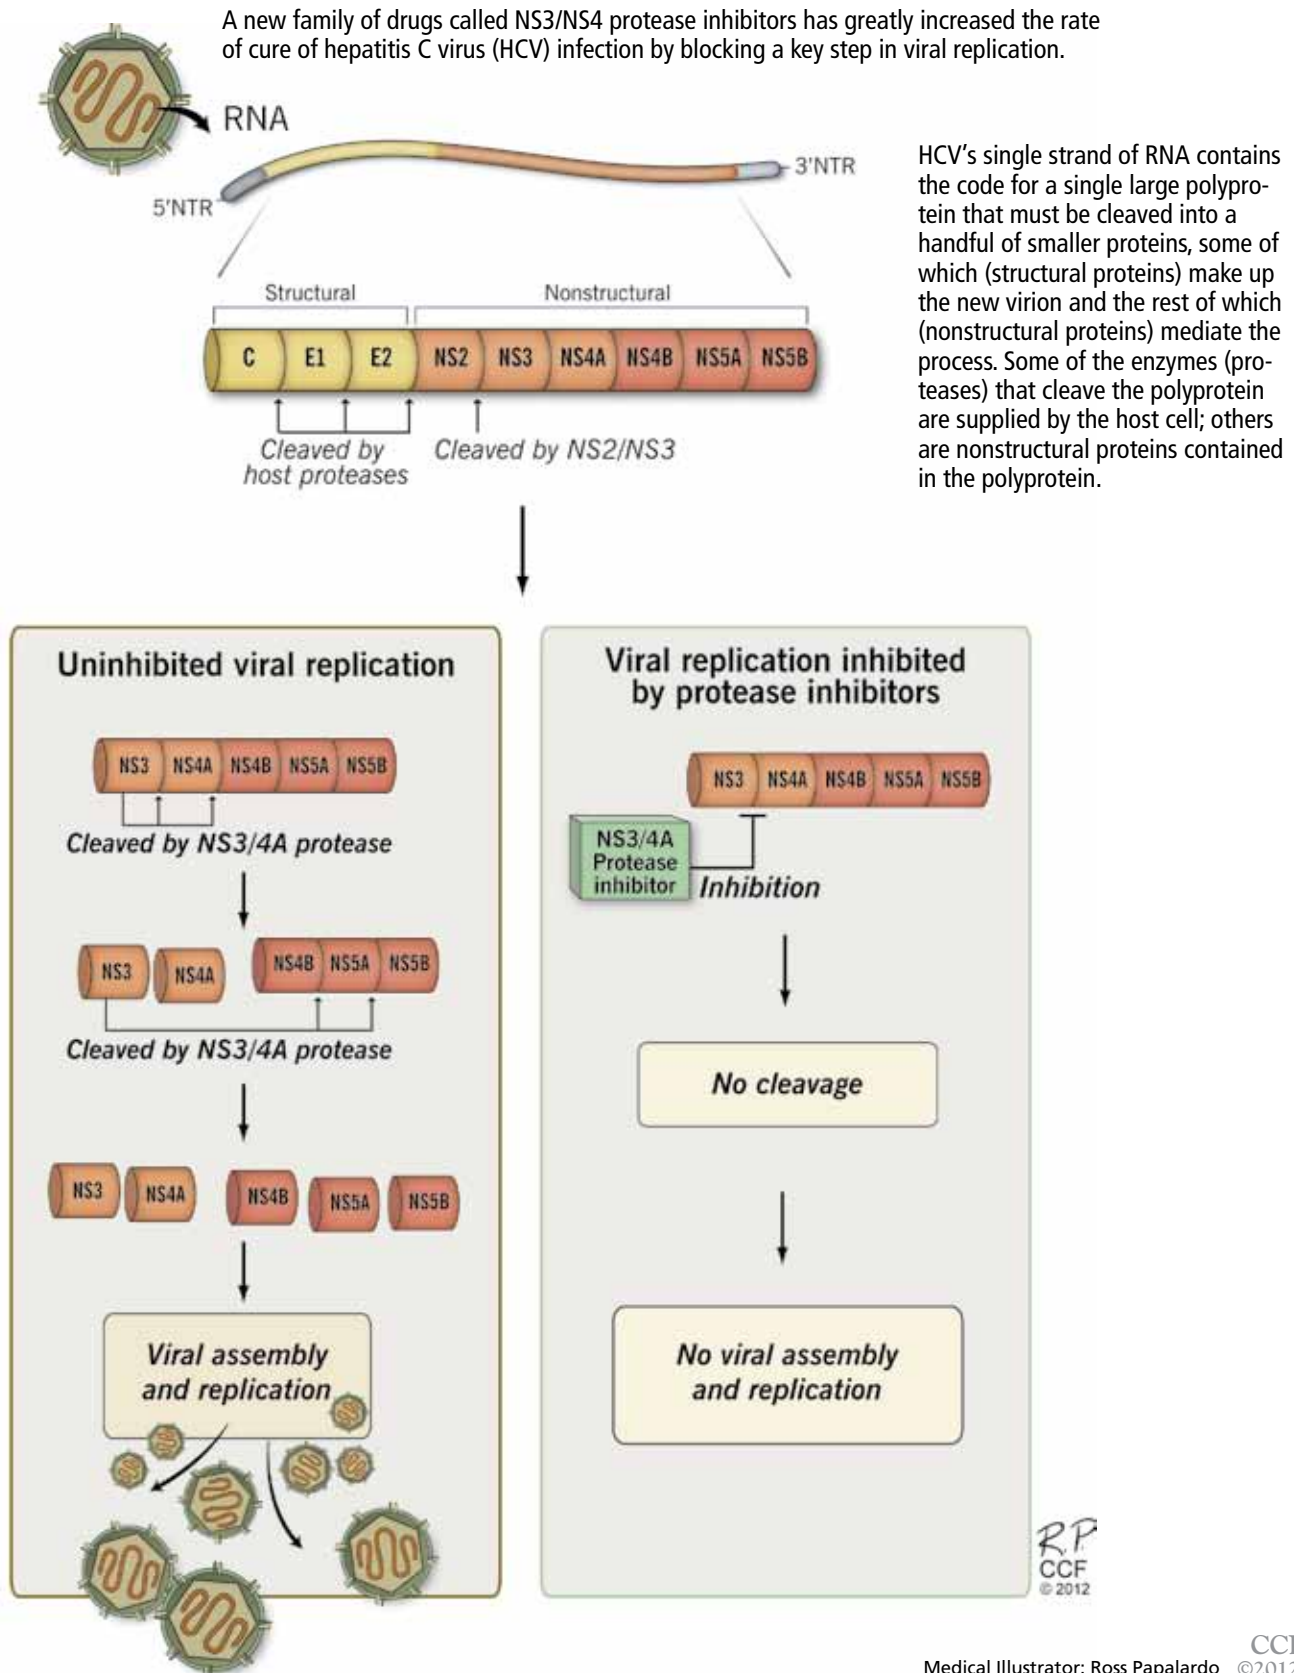 A new family of drugs called NS3/NS4 protease inhibitors has greatly increased the rate
of cure of hepatitis C virus (HCV) infection by blocking a key step in viral replication.
RNA
5'NTR
3'NTR
HCV's single strand of RNA contains
the code for a single large polypro-
tein that must be cleaved into a
handful of smaller proteins, some of
which (structural proteins) make up
the new virion and the rest of which
(nonstructural proteins) mediate the
process. Some of the enzymes (pro-
teases) that cleave the polyprotein
are supplied by the host cell; others
are nonstructural proteins contained
in the polyprotein.
Structural Nonstructural
C E1 E2 NS2 NS3 NS4A NS4B NS5A NS5B
Cleaved by
host proteases
Cleaved by NS2/NS3
Uninhibited viral replication
NS3 NS4A NS4B NS5A NS5B
Cleaved by NS3/4A protease
NS3 NS4A NS4B NS5A NS5B
Cleaved by NS3/4A protease
NS3 NS4A NS4B NS5A NS5B
Viral assembly
and replication
Viral replication inhibited
by protease inhibitors
NS3 NS4A NS4B NS5A NS5B
NS3/4A
Protease
inhibitor
Inhibition
No cleavage
No viral assembly
and replication
R.P.
CCF
© 2012
CCF
Medical Illustrator: Ross Papalardo ©2012